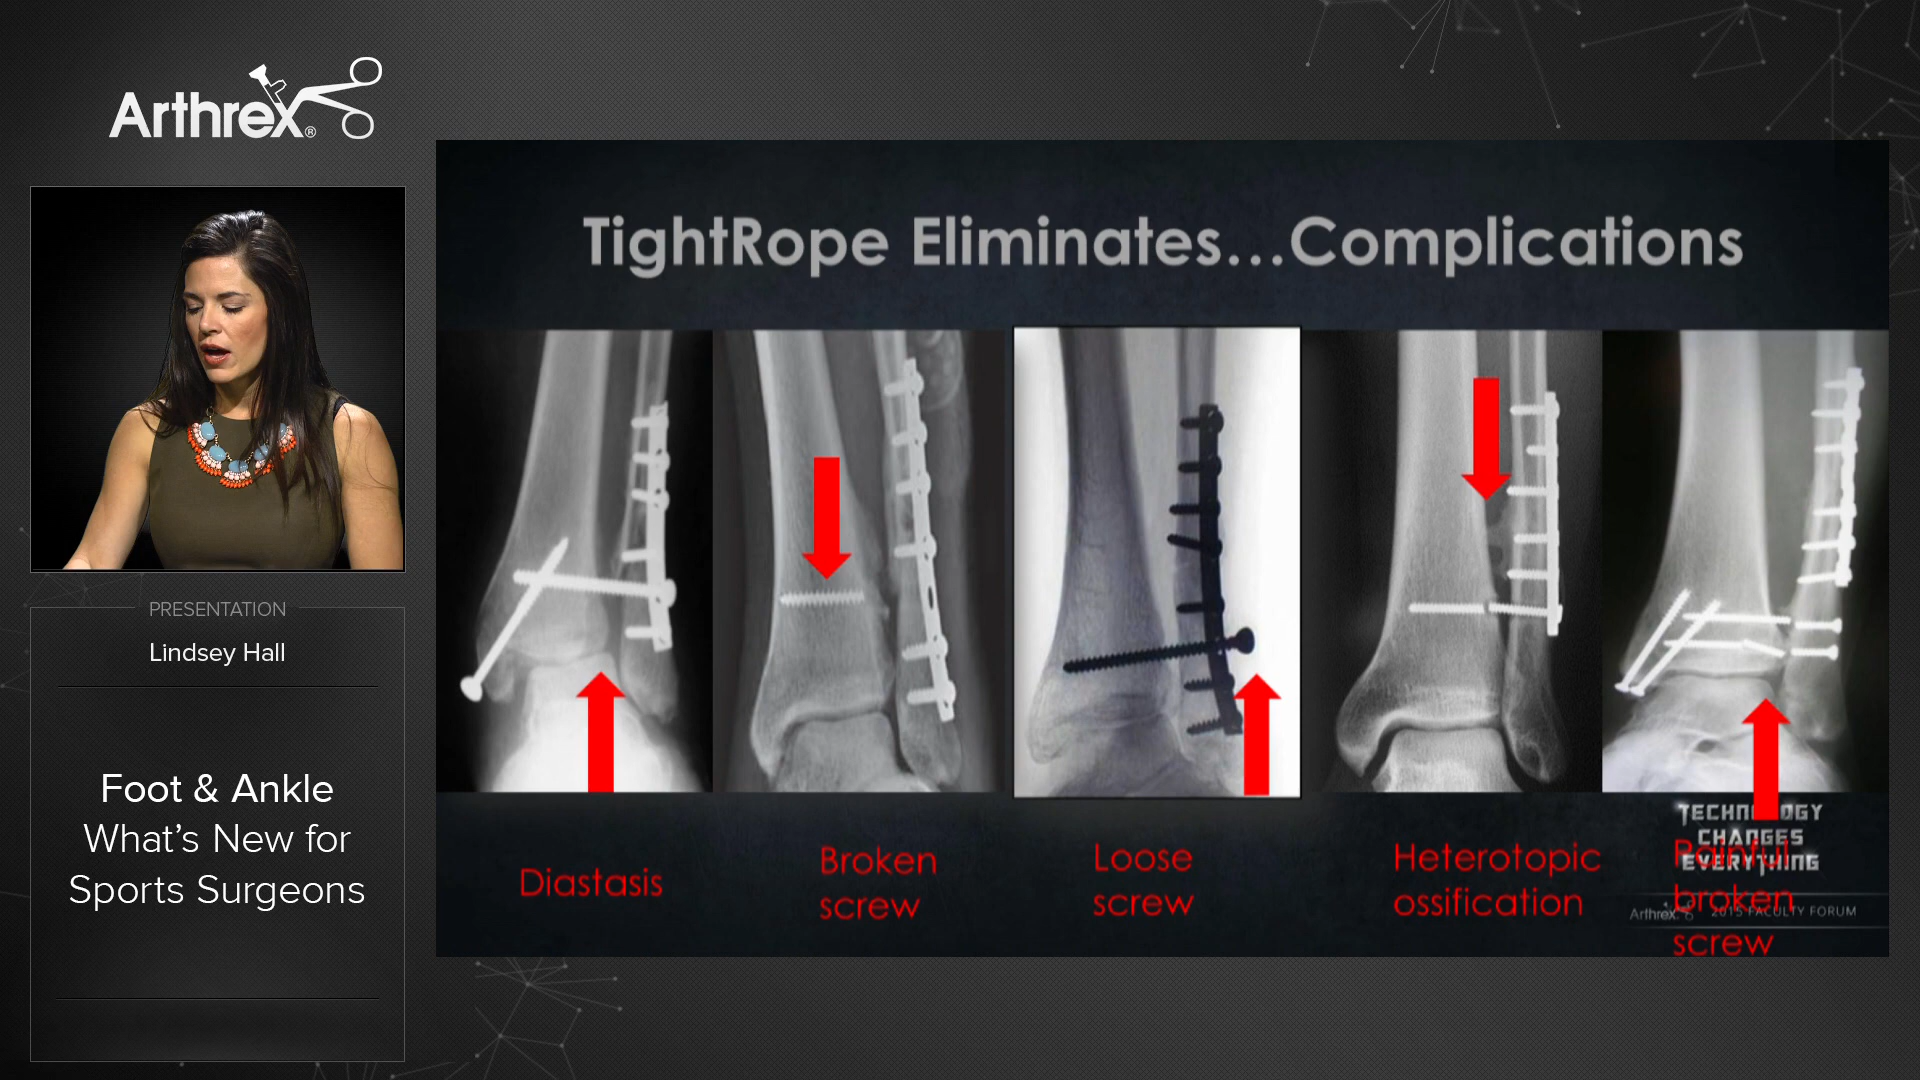 Arthrex®
TightRope Eliminates...Complications
PRESENTATION
Lindsey Hall
Foot & Ankle
What's New for
Sports Surgeons
Diastasis
Broken
screw
Loose
screw
Heterotopic
ossification
Painful
broken
screw
TECHNOLOGY
CHANGES
EVERYTHING
Arthrex 2015 FACULTY FORUM